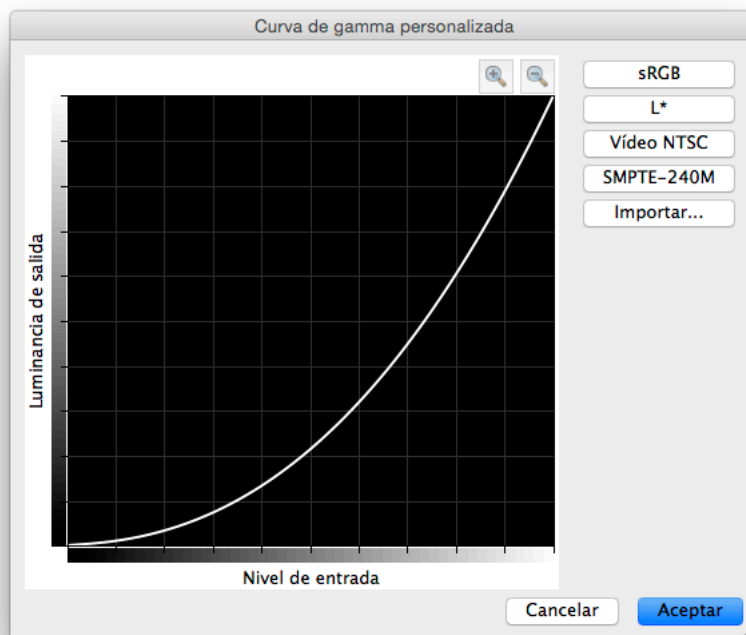 Curva de gamma personalizada
sRGB
L*
Vídeo NTSC
SMPTE-240M
Importar...
Luminancia de salida
Nivel de entrada
Cancelar
Aceptar